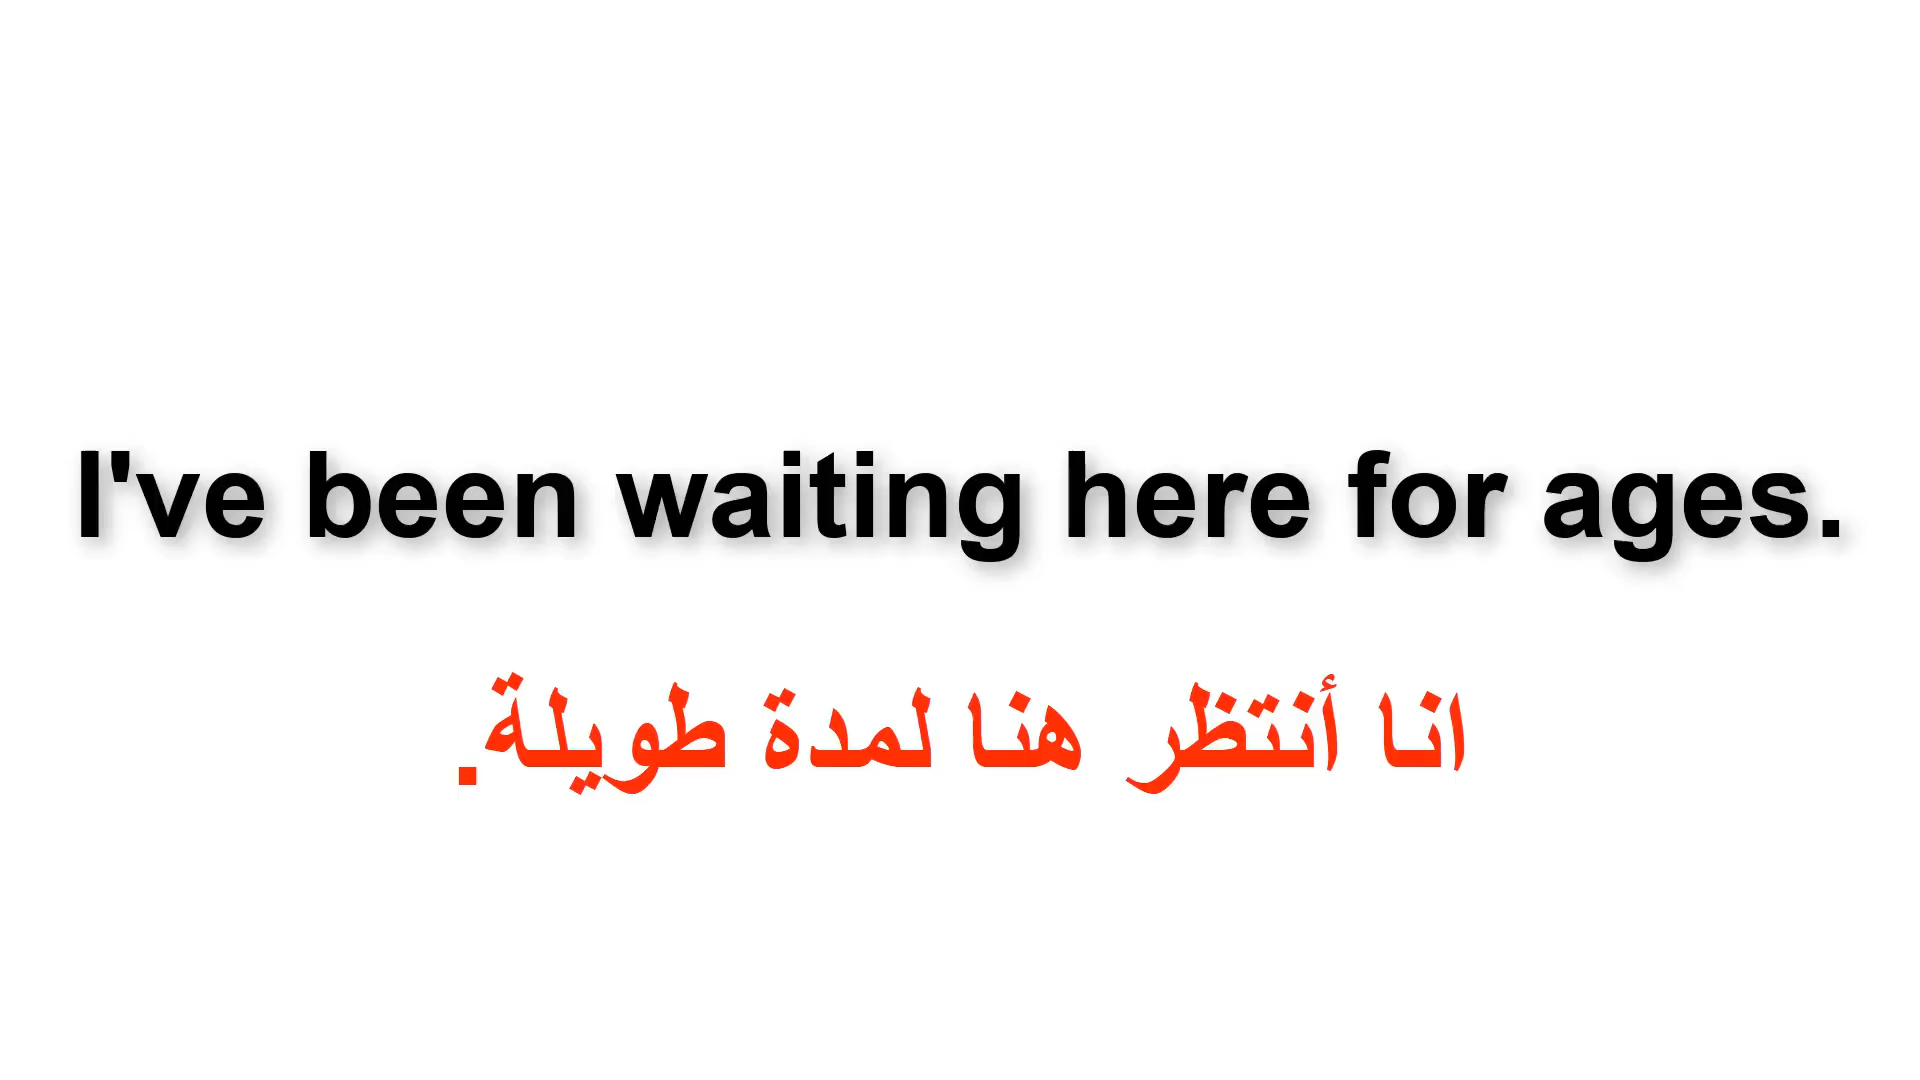 I've been waiting here for ages.
انا أنتظر هنا لمدة طويلة.